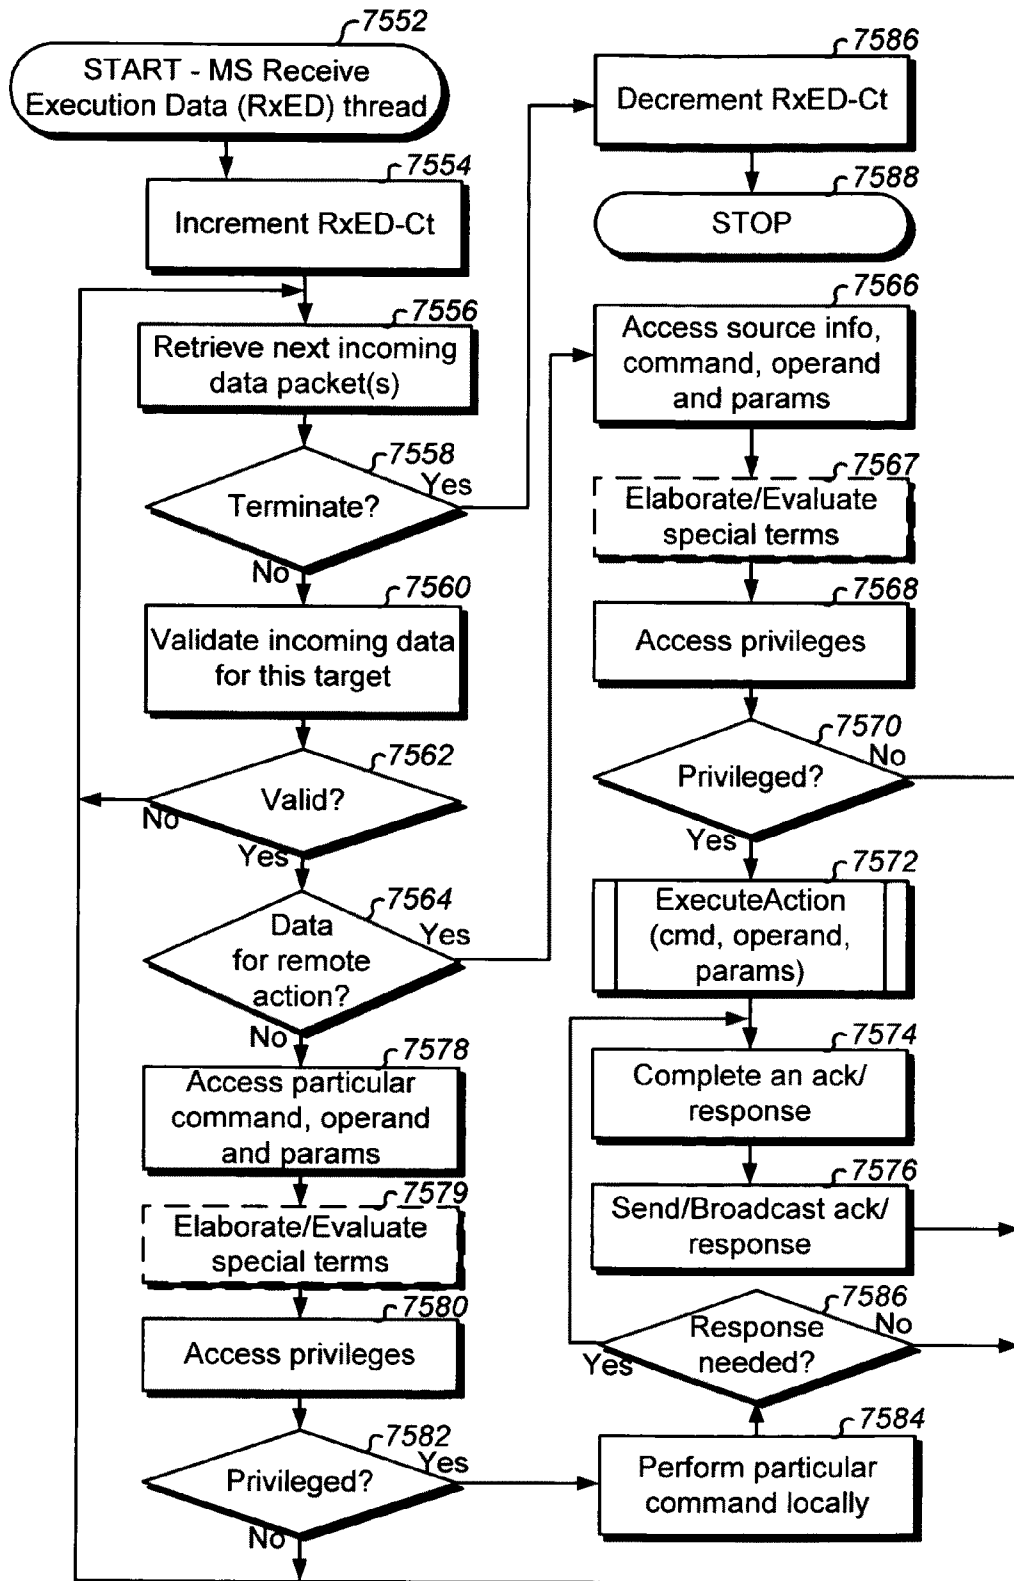 7552
START - MS Receive
Execution Data (RxED) thread
7554
Increment RxED-Ct
7556
Retrieve next incoming
data packet(s)
7558
Terminate?
Yes
No
7560
Validate incoming data
for this target
7562
Valid?
No
Yes
7564
Data
for remote
action?
Yes
No
7578
Access particular
command, operand
and params
7579
Elaborate/Evaluate
special terms
7580
Access privileges
7582
Privileged?
Yes
No
7586
Decrement RxED-Ct
7588
STOP
7566
Access source info,
command, operand
and params
7567
Elaborate/Evaluate
special terms
7568
Access privileges
7570
Privileged?
No
Yes
7572
ExecuteAction
(cmd, operand,
params)
7574
Complete an ack/
response
7576
Send/Broadcast ack/
response
7586
Response
needed?
No
Yes
7584
Perform particular
command locally